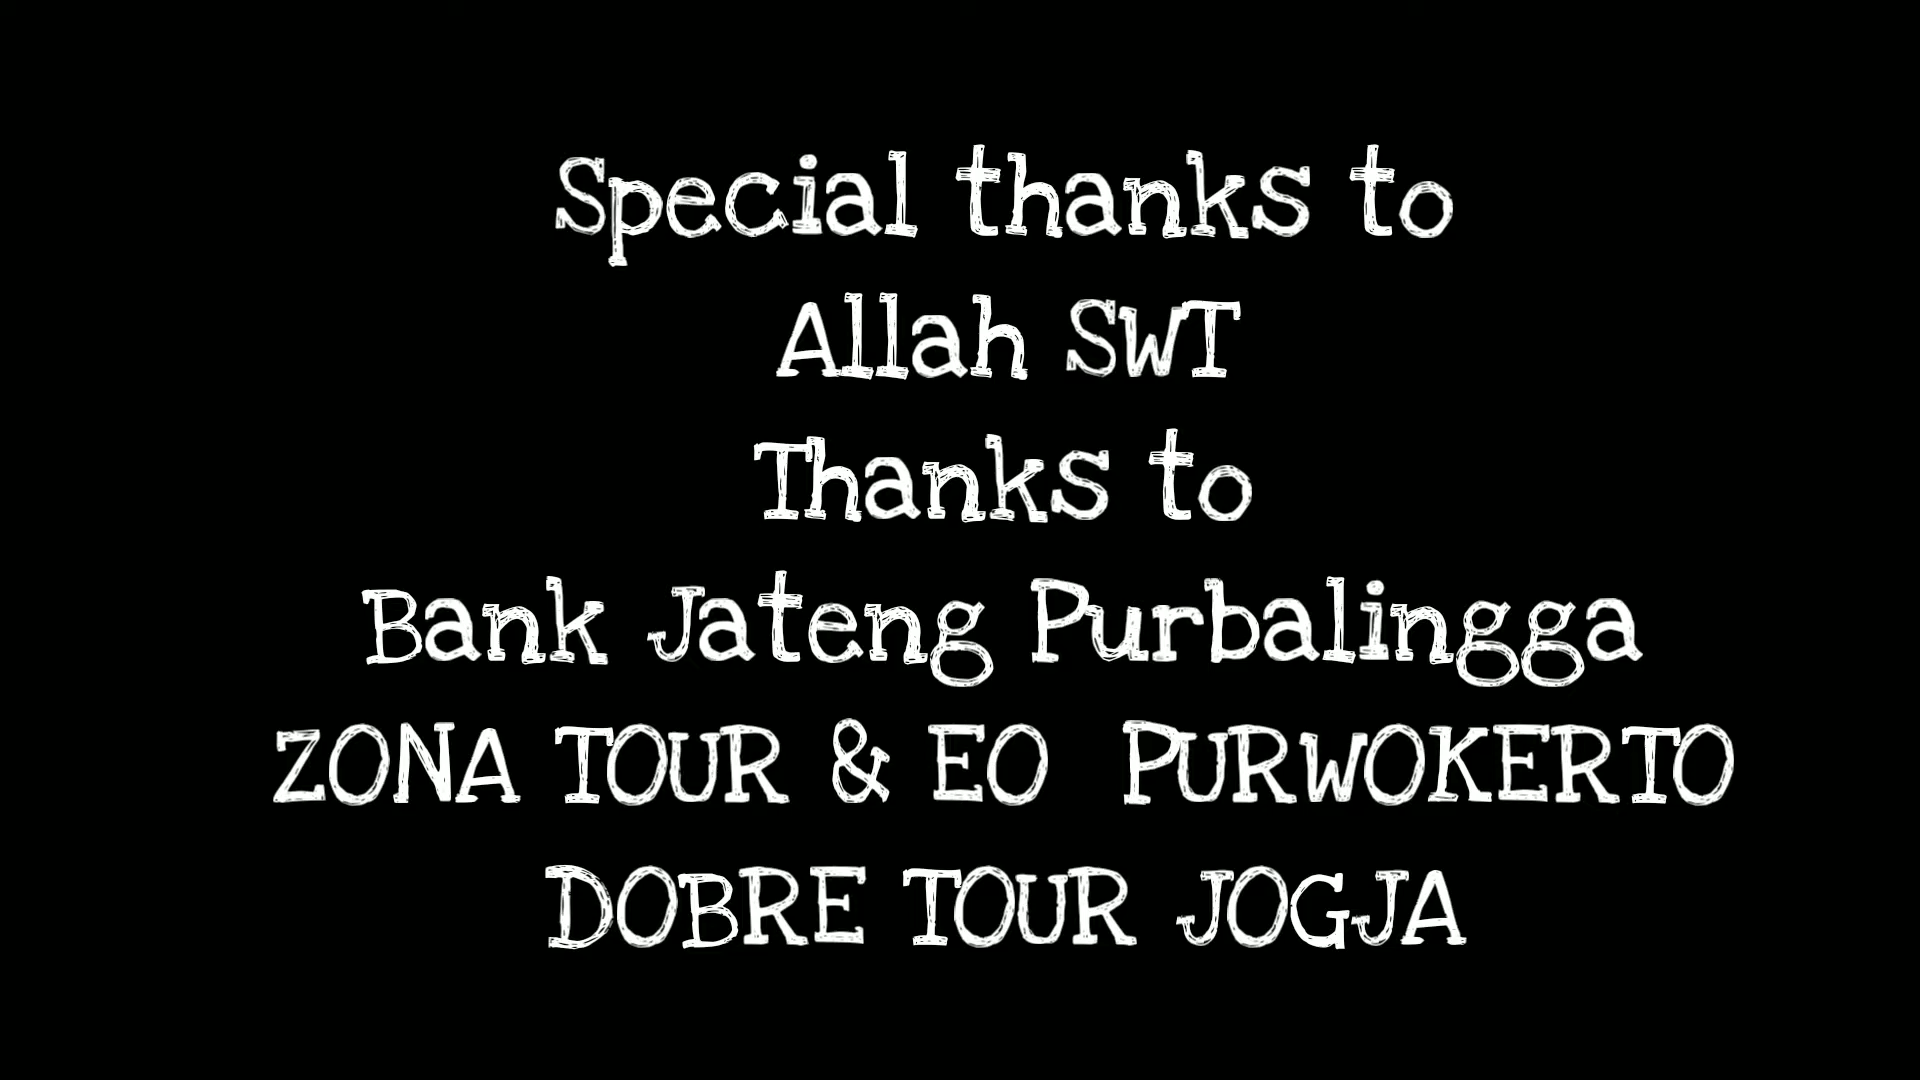 Special thanks to
Allah SWT
Thanks to
Bank Jateng Purbalingga
ZONA TOUR & EO  PURWOKERTO
DOBRE TOUR JOGJA